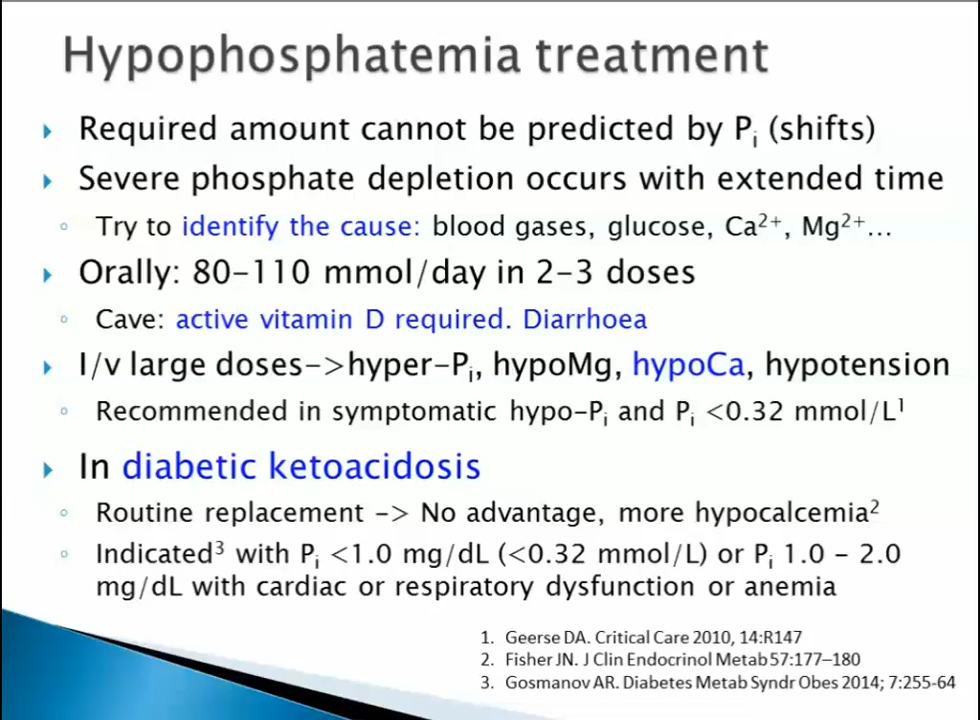 Hypophosphatemia treatment
Required amount cannot be predicted by Pᵢ (shifts)
Severe phosphate depletion occurs with extended time
Try to identify the cause: blood gases, glucose, Ca²⁺, Mg²⁺...
Orally: 80–110 mmol/day in 2–3 doses
Cave: active vitamin D required. Diarrhoea
I/v large doses->hyper-Pᵢ, hypoMg, hypoCa, hypotension
Recommended in symptomatic hypo-Pᵢ and Pᵢ <0.32 mmol/L¹
In diabetic ketoacidosis
Routine replacement -> No advantage, more hypocalcemia²
Indicated³ with Pᵢ <1.0 mg/dL (<0.32 mmol/L) or Pᵢ 1.0 – 2.0
mg/dL with cardiac or respiratory dysfunction or anemia
1. Geerse DA. Critical Care 2010, 14:R147
2. Fisher JN. J Clin Endocrinol Metab 57:177–180
3. Gosmanov AR. Diabetes Metab Syndr Obes 2014; 7:255-64